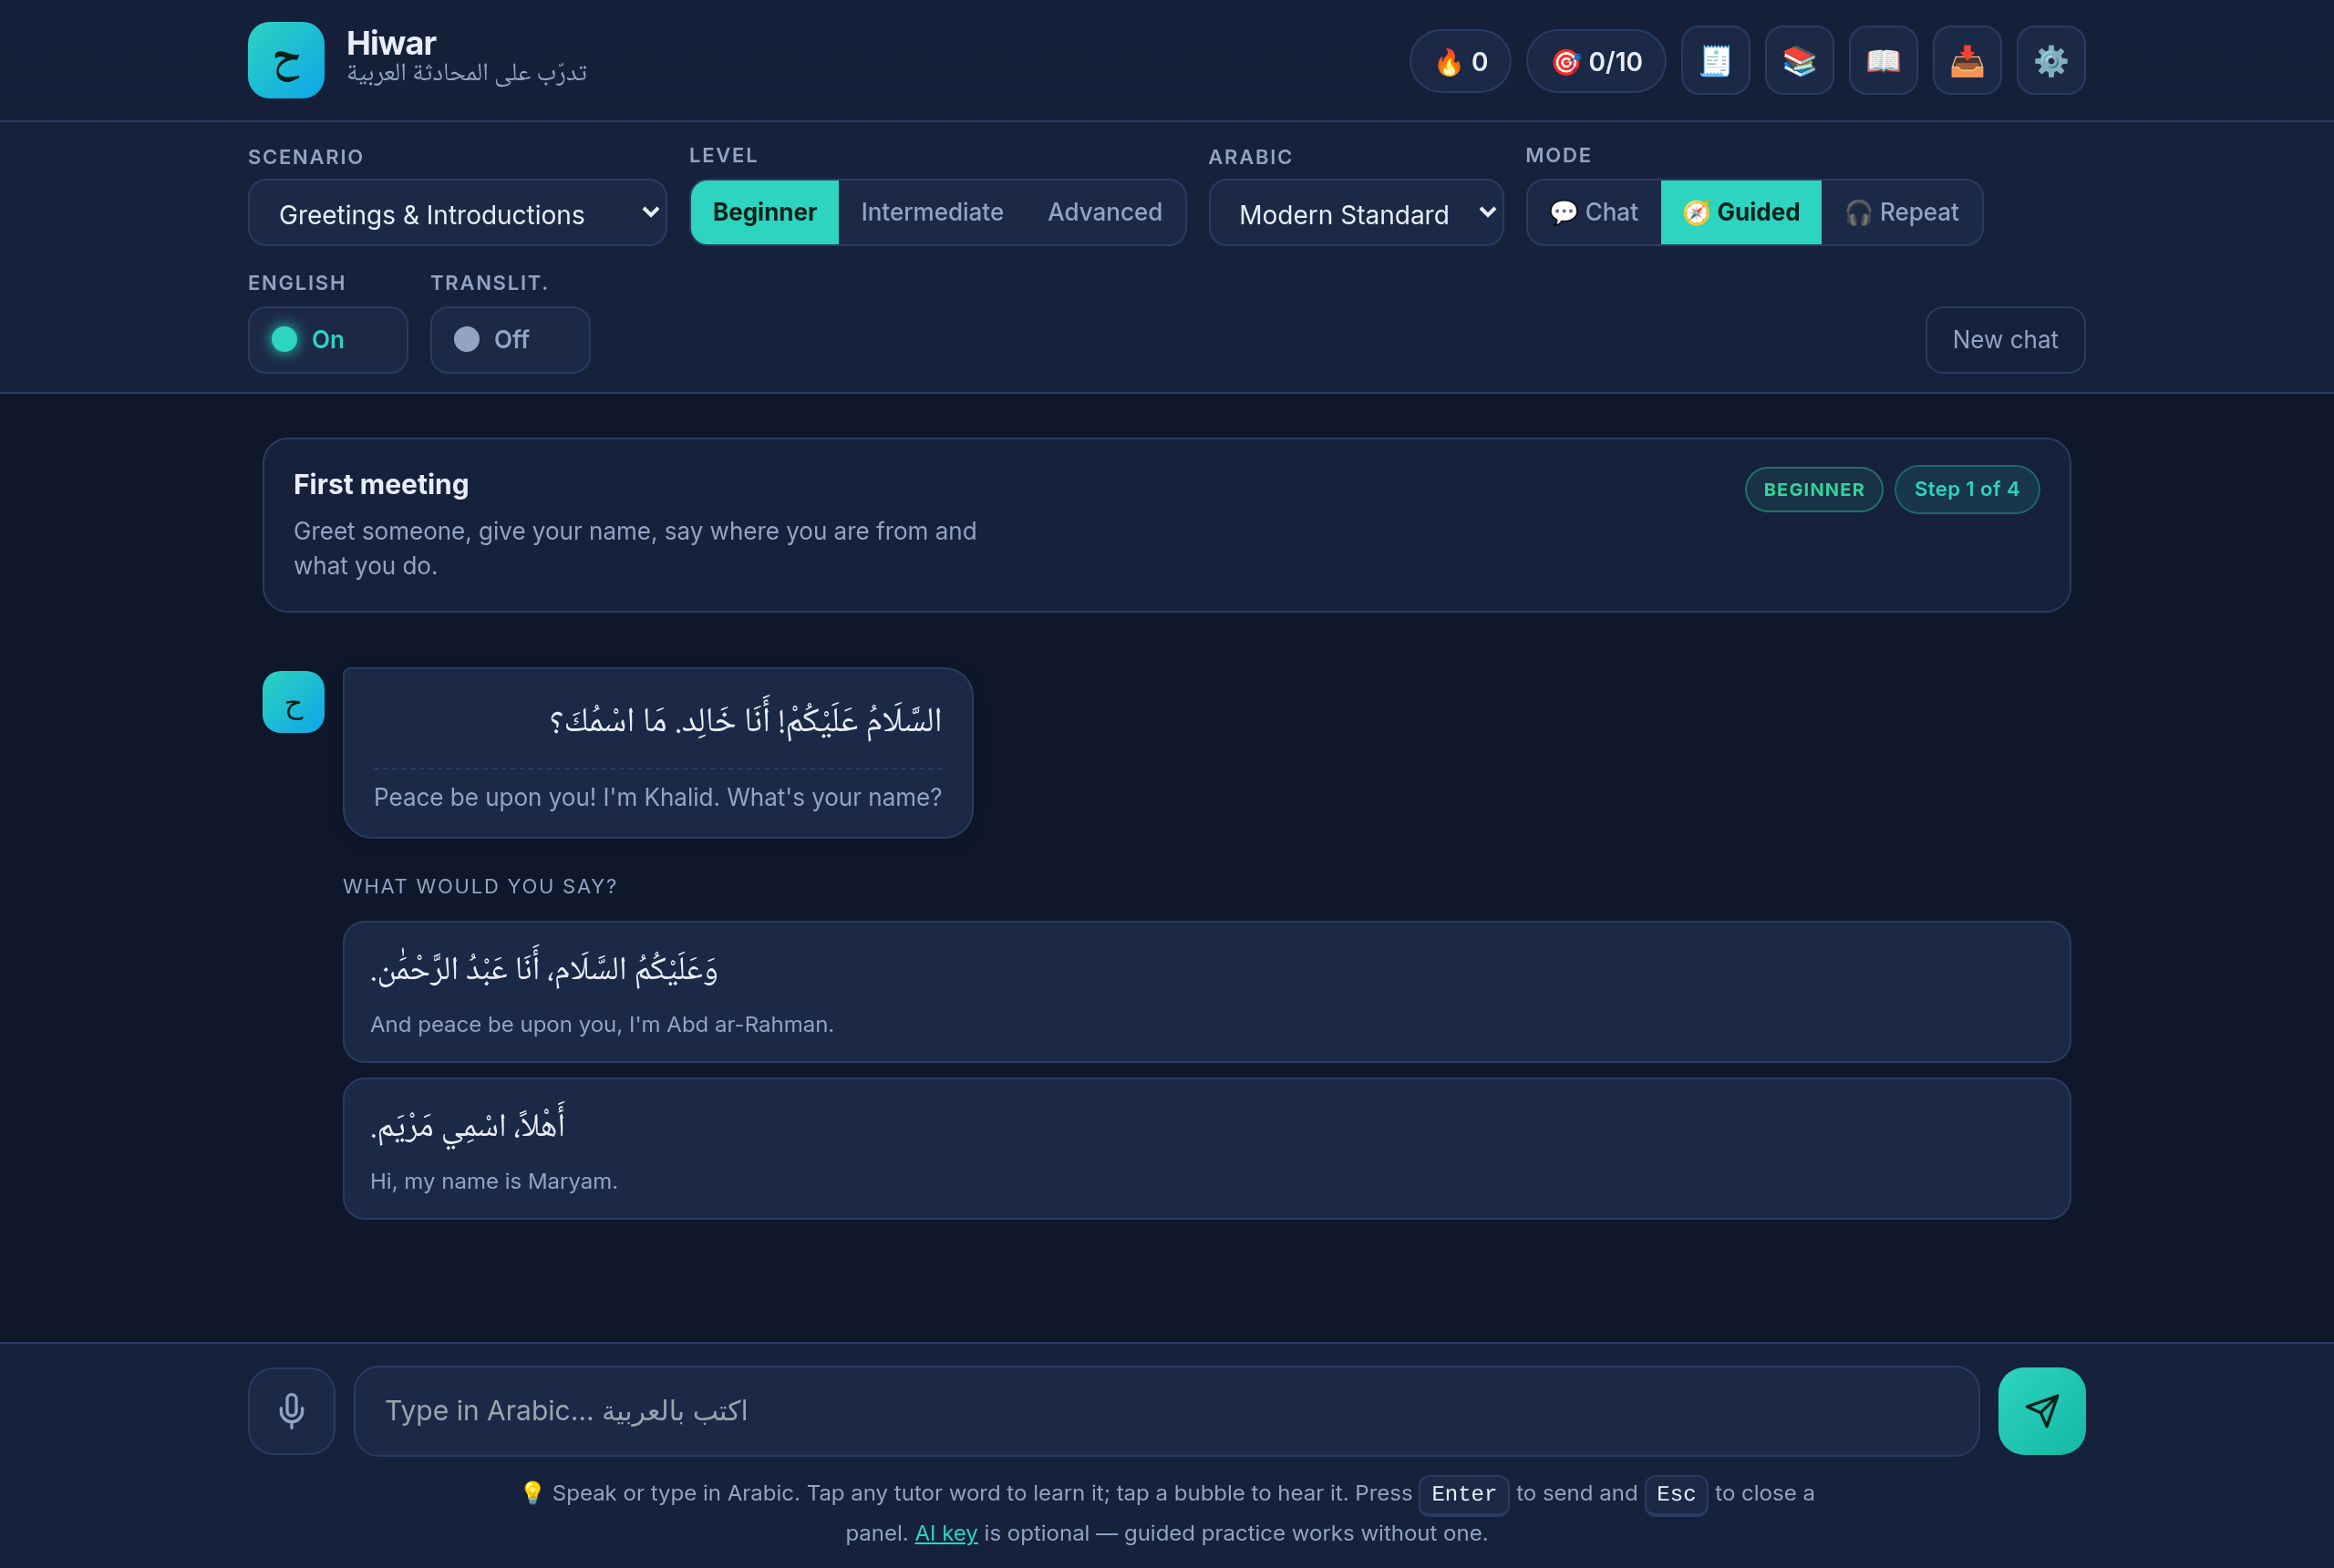 ح
Hiwar
تدرّب على المحادثة العربية
🔥 0
🎯 0/10
SCENARIO
Greetings & Introductions
LEVEL
Beginner Intermediate Advanced
ARABIC
Modern Standard
MODE
💬 Chat 🧭 Guided 🎧 Repeat
ENGLISH
On
TRANSLIT.
Off
New chat
First meeting
BEGINNER
Step 1 of 4
Greet someone, give your name, say where you are from and
what you do.
ح
السَّلَامُ عَلَيْكُمْ! أَنَا خَالِد. مَا اسْمُكَ؟
Peace be upon you! I'm Khalid. What's your name?
WHAT WOULD YOU SAY?
وَعَلَيْكُمُ السَّلَام، أَنَا عَبْدُ الرَّحْمَٰن.
And peace be upon you, I'm Abd ar-Rahman.
أَهْلاً، اسْمِي مَرْيَم.
Hi, my name is Maryam.
Type in Arabic... اكتب بالعربية
💡 Speak or type in Arabic. Tap any tutor word to learn it; tap a bubble to hear it. Press Enter to send and Esc to close a
panel. AI key is optional — guided practice works without one.